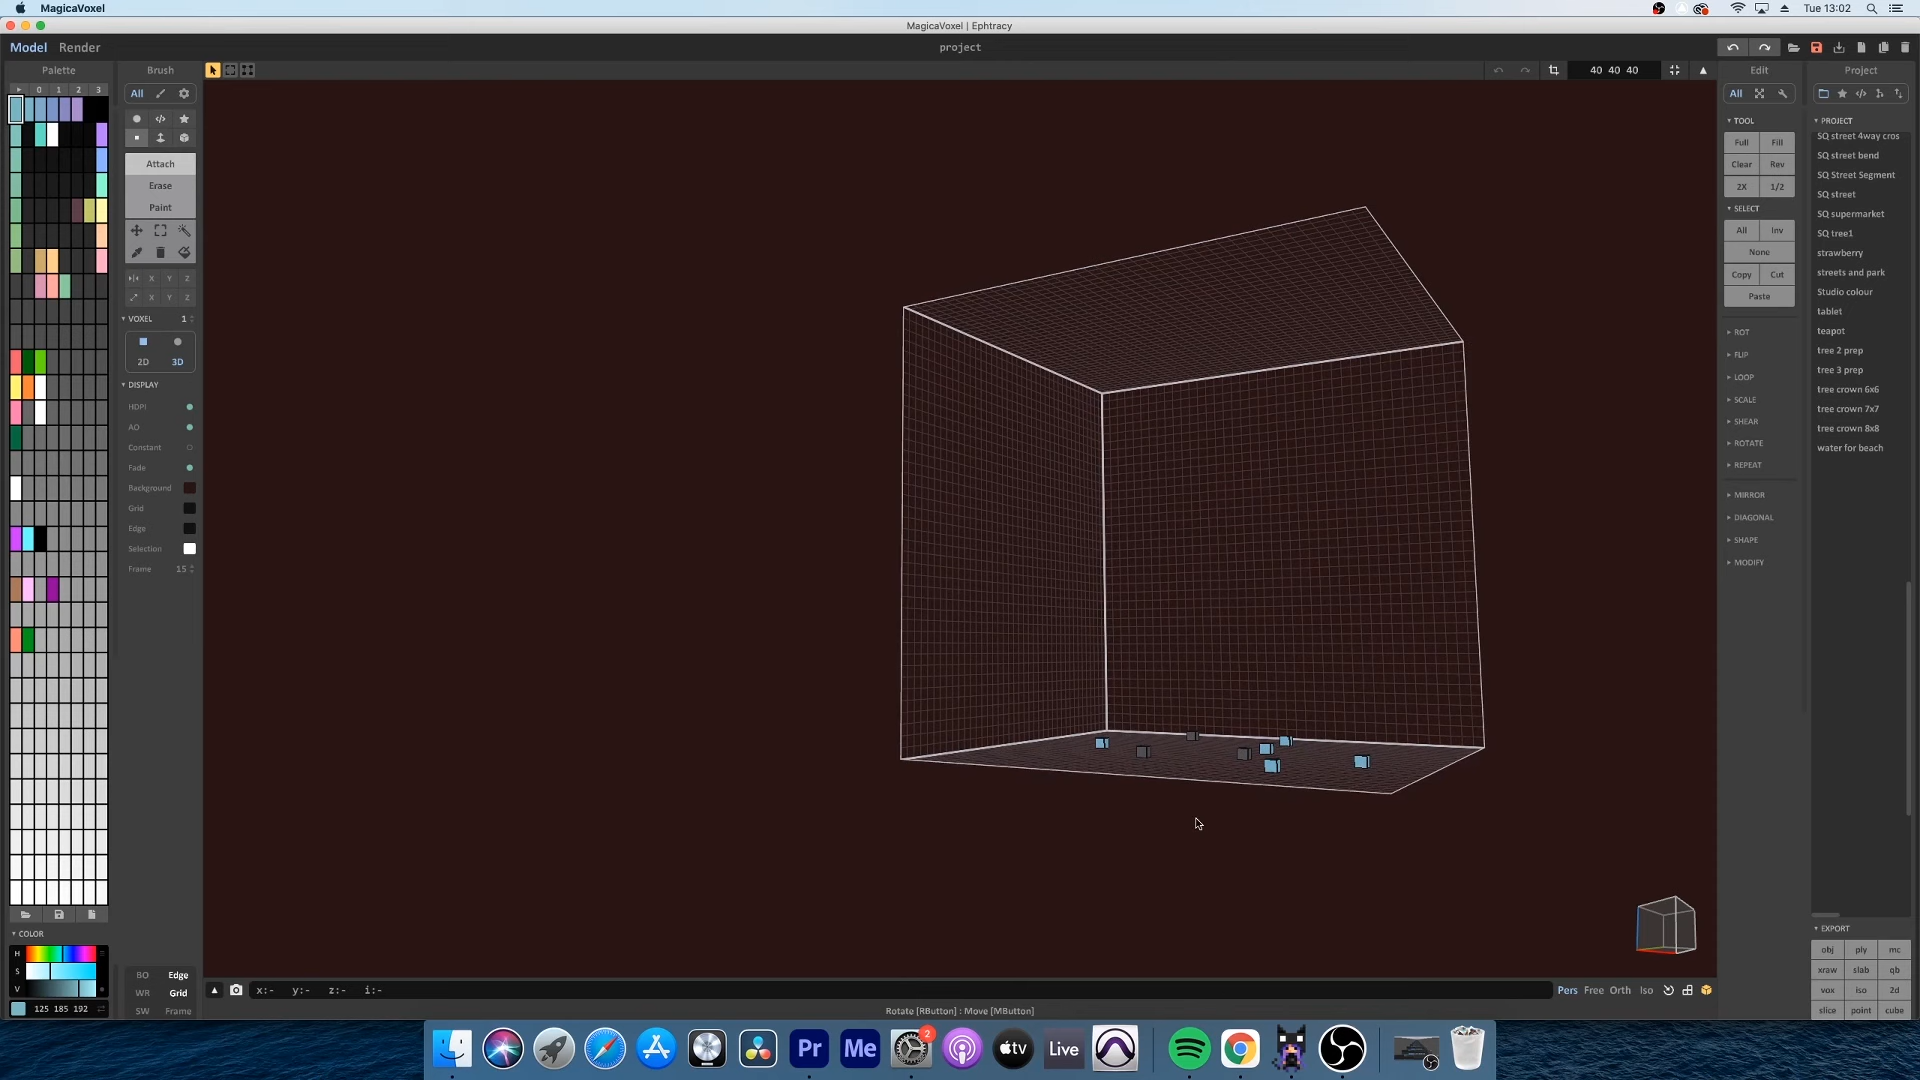 MagicaVoxel
Tue 13:02
MagicaVoxel | Ephtracy
Model Render
project
Palette
Brush
40 40 40
Edit
Project
0 1 2 3
All
All
TOOL
Full Fill
Clear Rev
2X 1/2
SELECT
All Inv
None
Copy Cut
Paste
ROT
FLIP
LOOP
SCALE
SHEAR
ROTATE
REPEAT
MIRROR
DIAGONAL
SHAPE
MODIFY
Attach
Erase
Paint
X Y Z
X Y Z
VOXEL 1
2D 3D
DISPLAY
HDPI
AO
Constant
Fade
Background
Grid
Edge
Selection
Frame 15
PROJECT
SQ street 4way cros
SQ street bend
SQ Street Segment
SQ street
SQ supermarket
SQ tree1
strawberry
streets and park
Studio colour
tablet
teapot
tree 2 prep
tree 3 prep
tree crown 6x6
tree crown 7x7
tree crown 8x8
water for beach
COLOR
H
S
V
125 185 192
BO Edge
WR Grid
SW Frame
x:- y:- z:- i:-
Pers Free Orth Iso
Rotate [RButton] : Move [MButton]
EXPORT
obj ply mc
xraw slab qb
vox iso 2d
slice point cube
Pr Me 2 tv Live